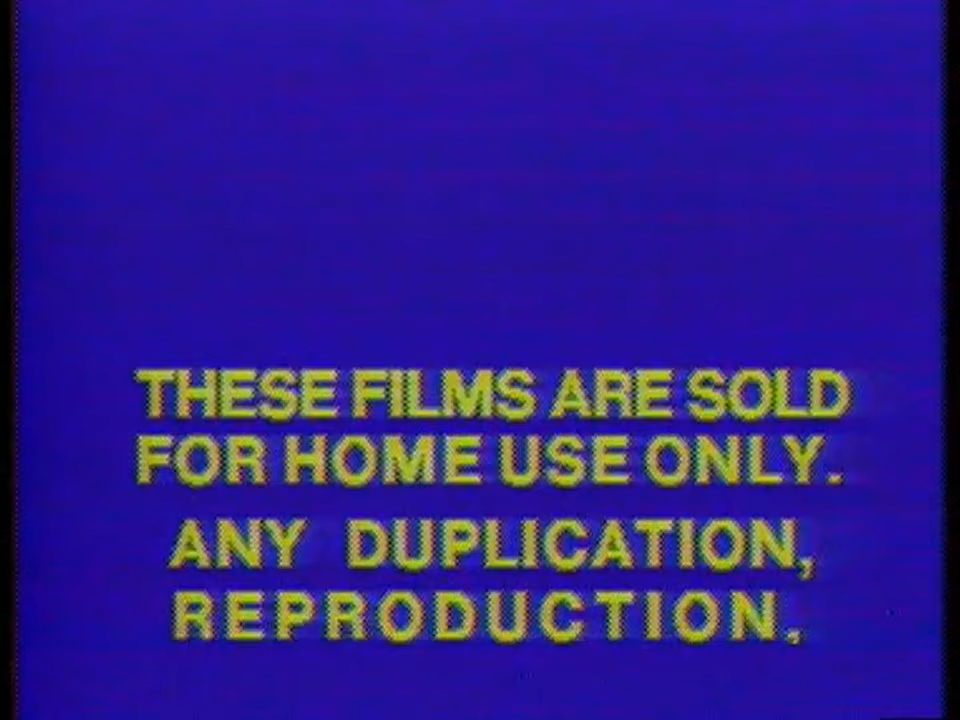 THESE FILMS ARE SOLD
FOR HOME USE ONLY.
ANY DUPLICATION,
REPRODUCTION,